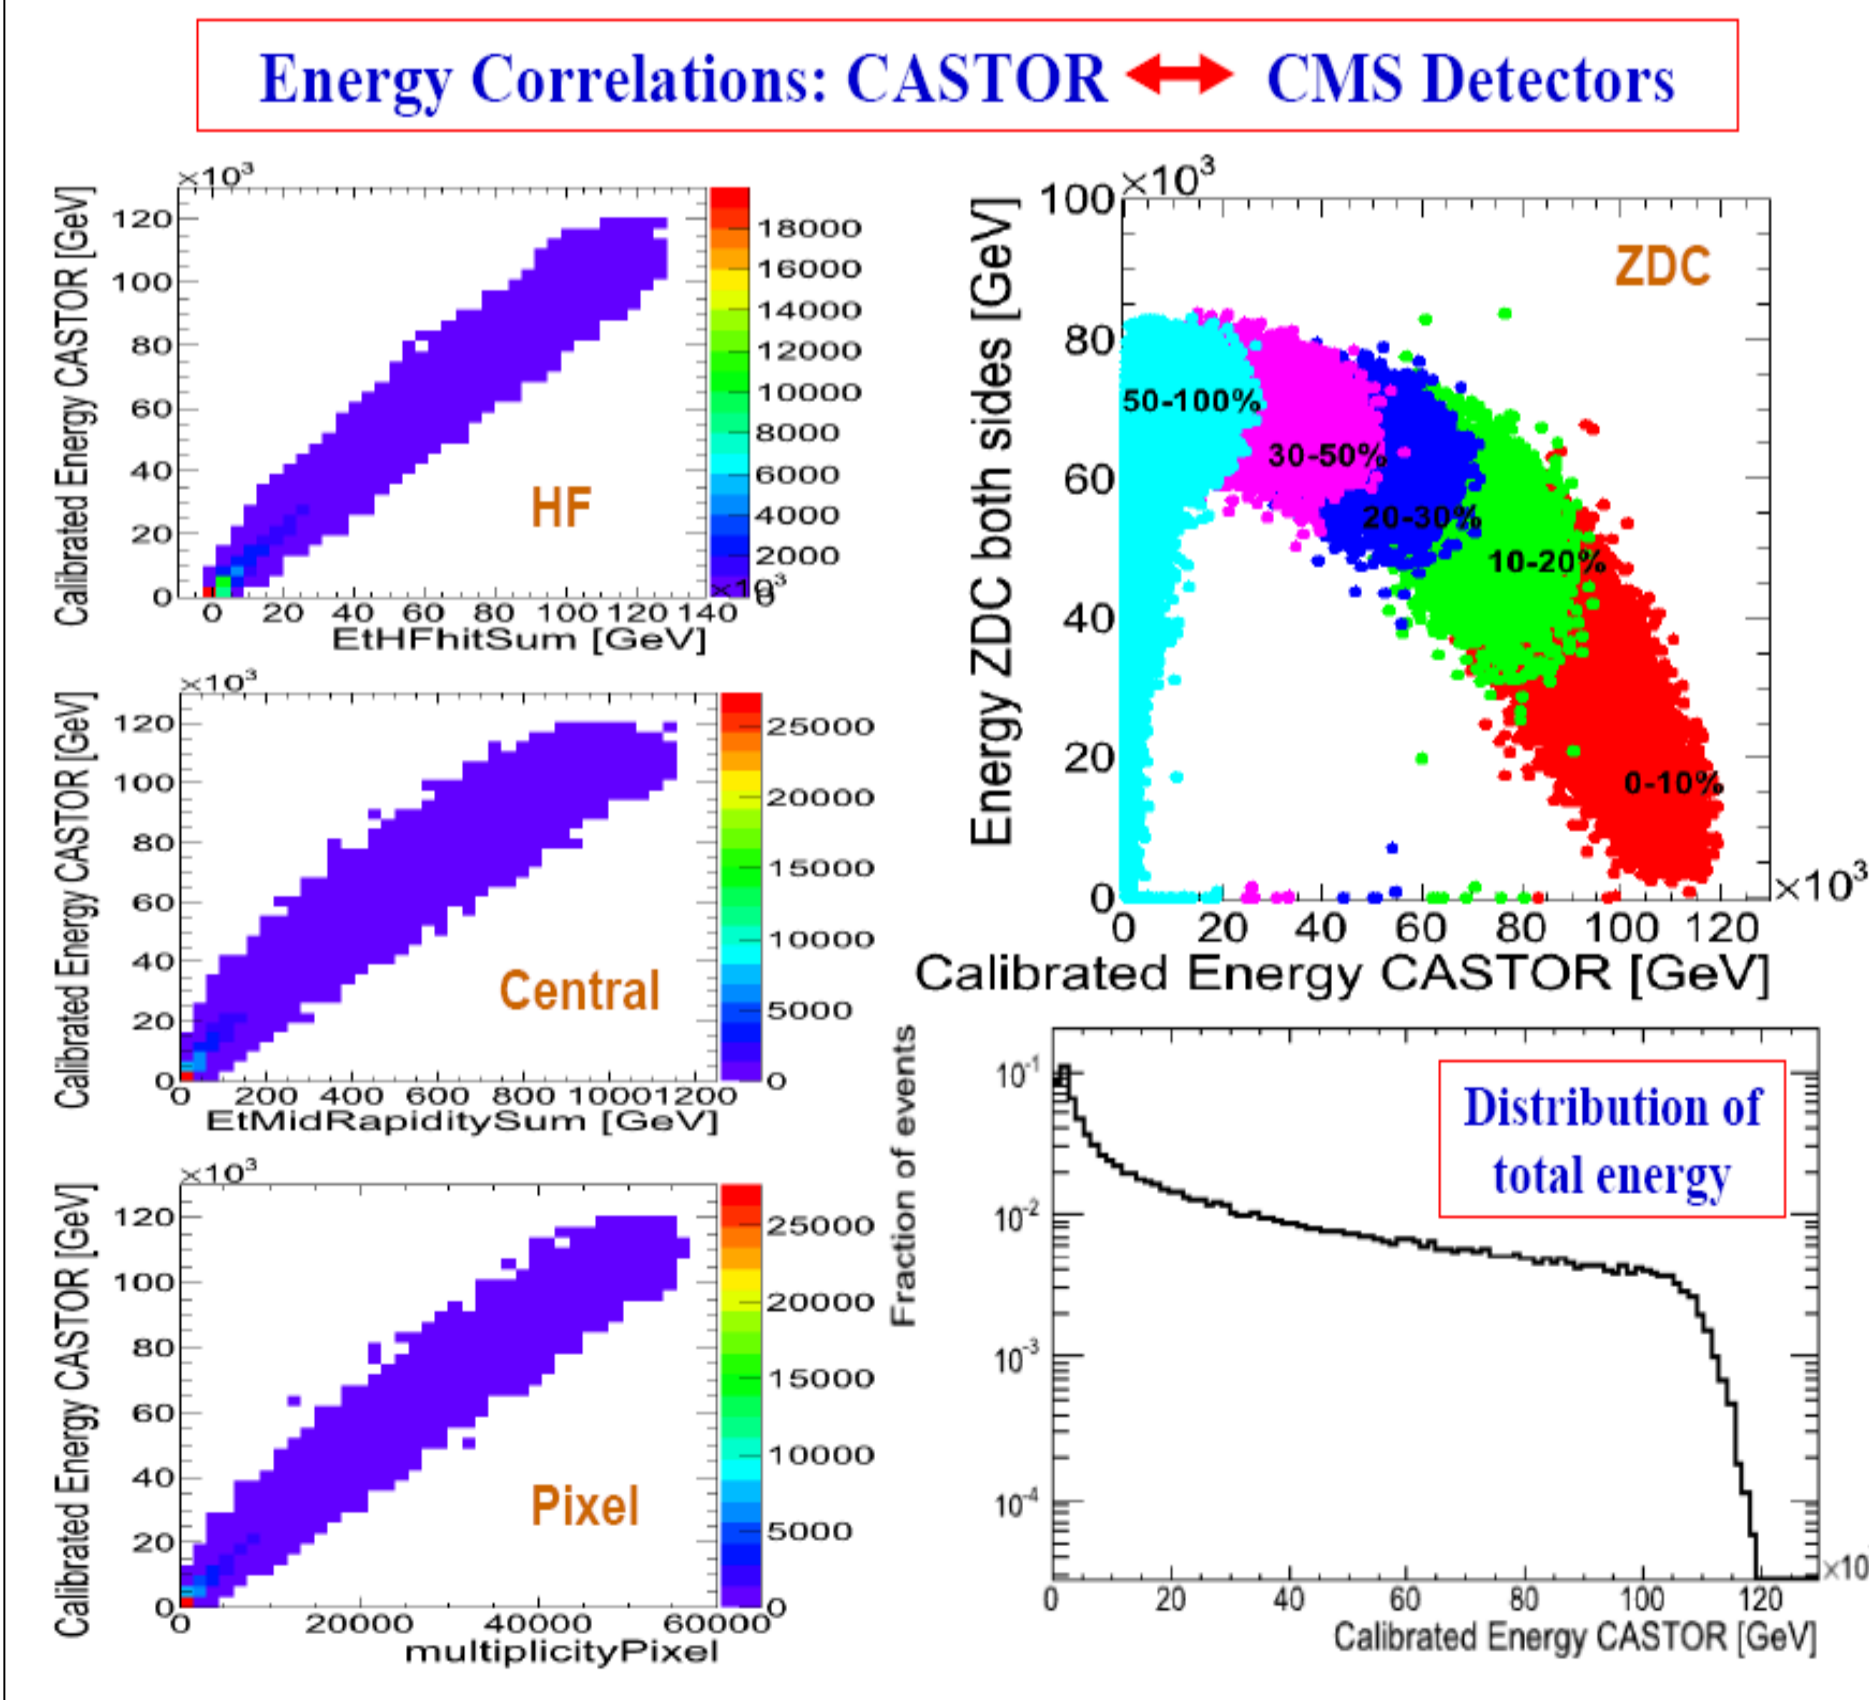 Energy Correlations: CASTOR ↔ CMS Detectors
×10³
Calibrated Energy CASTOR [GeV]
120
100
80
60
40
20
0
0 20 40 60 80 100 120 140
×10³
EtHFhitSum [GeV]
HF
18000
16000
14000
12000
10000
8000
6000
4000
2000
0
×10³
Calibrated Energy CASTOR [GeV]
120
100
80
60
40
20
0
0 200 400 600 800 1000 1200
EtMidRapiditySum [GeV]
Central
25000
20000
15000
10000
5000
0
×10³
Calibrated Energy CASTOR [GeV]
120
100
80
60
40
20
0
0 20000 40000 60000
multiplicityPixel
Pixel
25000
20000
15000
10000
5000
0
×10³
Energy ZDC both sides [GeV]
100
80
60
40
20
0
ZDC
50-100%
30-50%
20-30%
10-20%
0-10%
×10³
0 20 40 60 80 100 120
Calibrated Energy CASTOR [GeV]
Fraction of events
10⁻¹
10⁻²
10⁻³
10⁻⁴
Distribution of
total energy
×10
0 20 40 60 80 100 120
Calibrated Energy CASTOR [GeV]